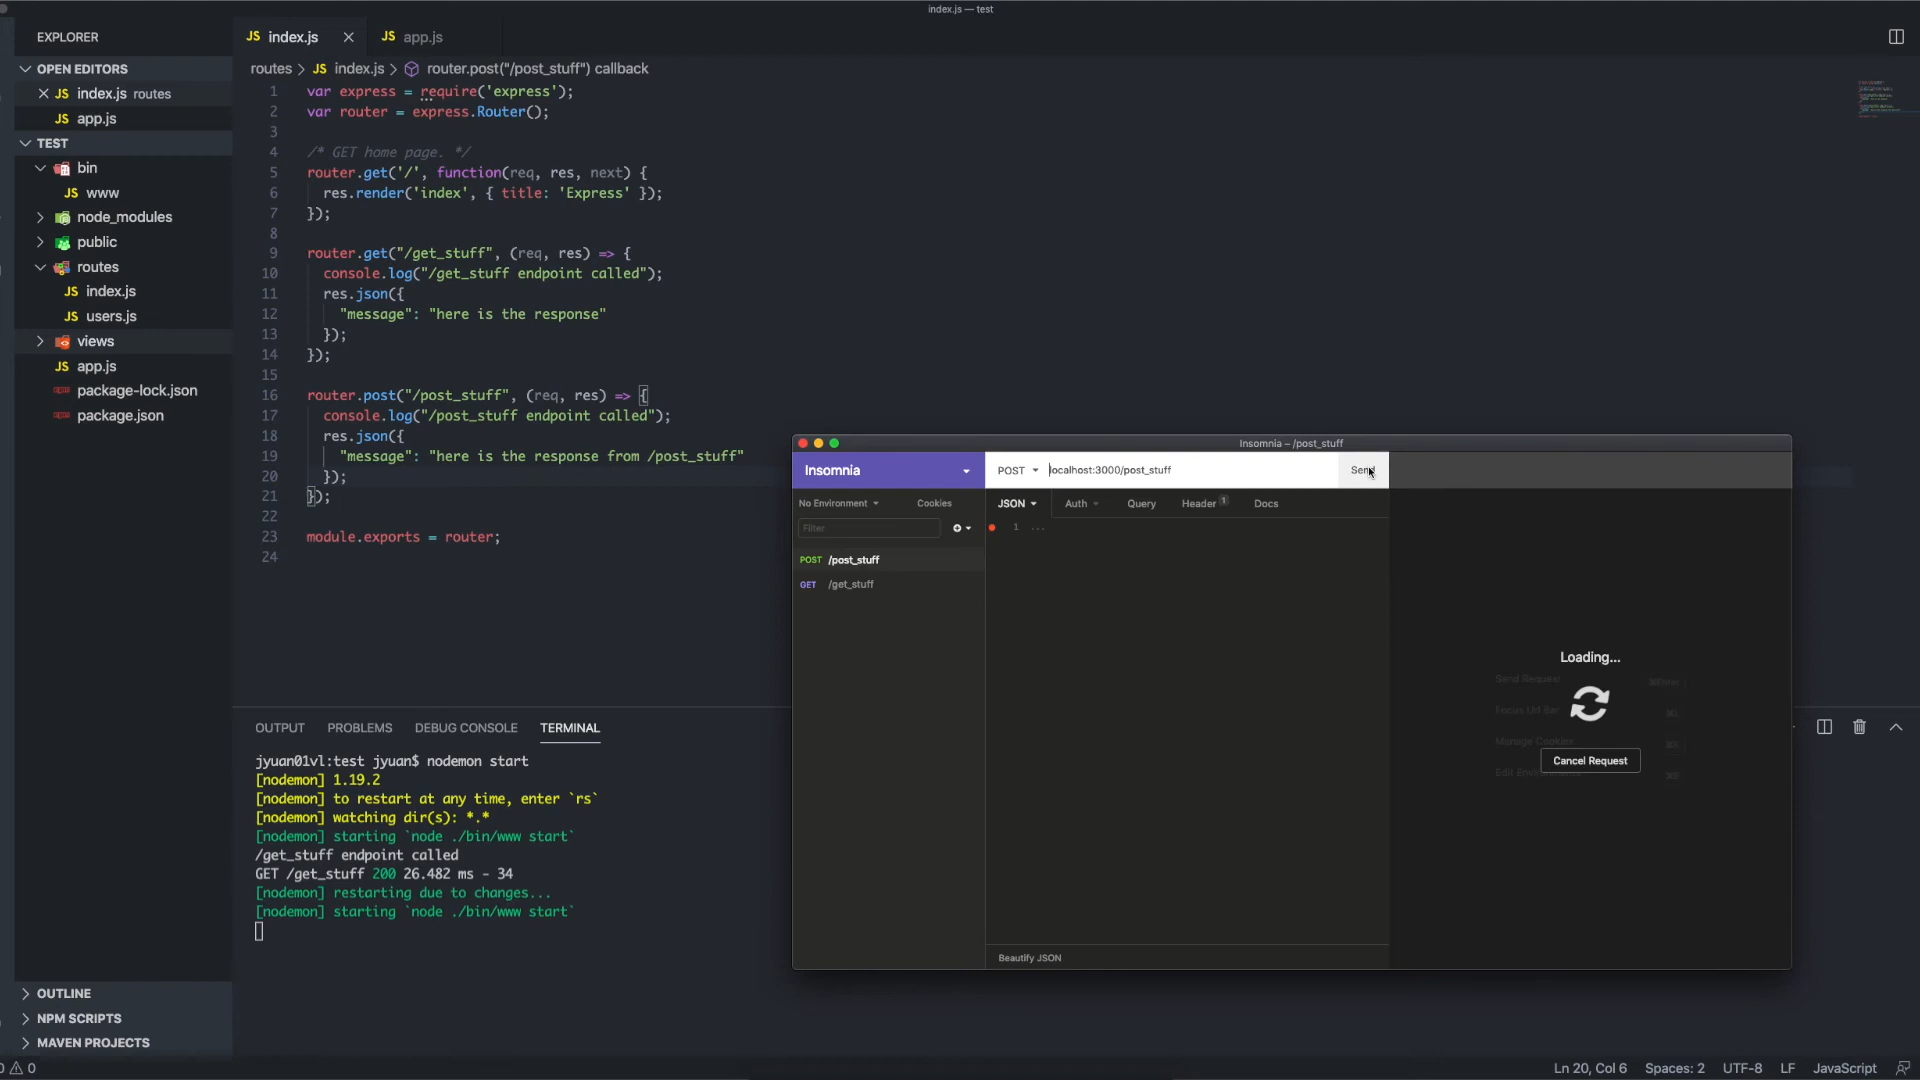 index.js — test
EXPLORER
OPEN EDITORS
JS index.js routes
JS app.js
TEST
bin
JS www
node_modules
public
routes
JS index.js
JS users.js
views
JS app.js
package-lock.json
package.json
OUTLINE
NPM SCRIPTS
MAVEN PROJECTS
0
JS index.js
JS app.js
routes > JS index.js > router.post("/post_stuff") callback
1 var express = require('express');
2 var router = express.Router();
3
4 /* GET home page. */
5 router.get('/', function(req, res, next) {
6 res.render('index', { title: 'Express' });
7 });
8
9 router.get("/get_stuff", (req, res) => {
10 console.log("/get_stuff endpoint called");
11 res.json({
12 "message": "here is the response"
13 });
14 });
15
16 router.post("/post_stuff", (req, res) => {
17 console.log("/post_stuff endpoint called");
18 res.json({
19 "message": "here is the response from /post_stuff"
20 });
21 });
22
23 module.exports = router;
24
OUTPUT PROBLEMS DEBUG CONSOLE TERMINAL
jyuan01vl:test jyuan$ nodemon start
[nodemon] 1.19.2
[nodemon] to restart at any time, enter `rs`
[nodemon] watching dir(s): *.*
[nodemon] starting `node ./bin/www start`
/get_stuff endpoint called
GET /get_stuff 200 26.482 ms - 34
[nodemon] restarting due to changes...
[nodemon] starting `node ./bin/www start`
Insomnia – /post_stuff
Insomnia
POST localhost:3000/post_stuff
Send
No Environment Cookies
Filter
POST /post_stuff
GET /get_stuff
JSON Auth Query Header 1 Docs
1 ...
Beautify JSON
Loading...
Send Request
Focus Url Bar
Manage Cookies
Cancel Request
Ln 20, Col 6 Spaces: 2 UTF-8 LF JavaScript